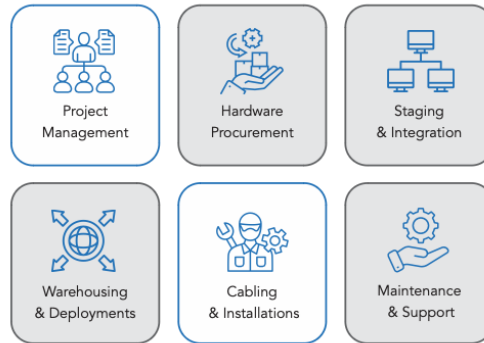 Project
Management
Hardware
Procurement
Staging
& Integration
Warehousing
& Deployments
Cabling
& Installations
Maintenance
& Support